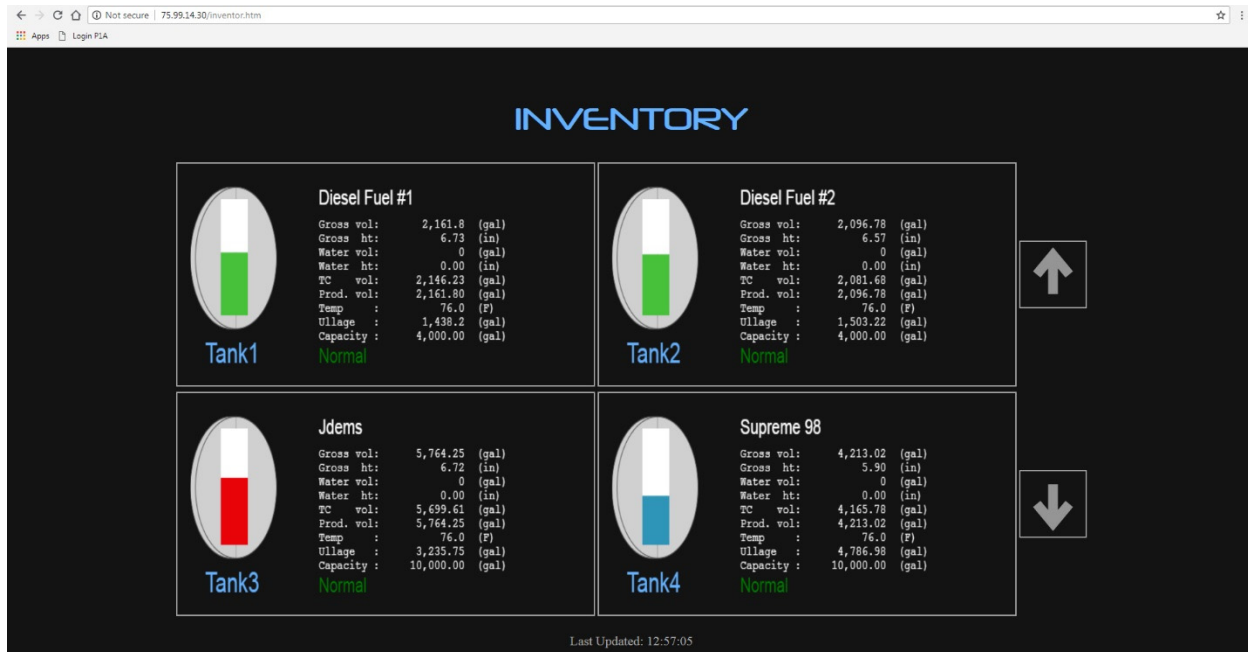 Not secure | 75.99.14.30/inventor.htm
Apps Login P1A
INVENTORY
Diesel Fuel #1
Gross vol: 2,161.8 (gal)
Gross ht: 6.73 (in)
Water vol: 0 (gal)
Water ht: 0.00 (in)
TC vol: 2,146.23 (gal)
Prod. vol: 2,161.80 (gal)
Temp : 76.0 (F)
Ullage : 1,438.2 (gal)
Capacity : 4,000.00 (gal)
Tank1
Normal
Diesel Fuel #2
Gross vol: 2,096.78 (gal)
Gross ht: 6.57 (in)
Water vol: 0 (gal)
Water ht: 0.00 (in)
TC vol: 2,081.68 (gal)
Prod. vol: 2,096.78 (gal)
Temp : 76.0 (F)
Ullage : 1,503.22 (gal)
Capacity : 4,000.00 (gal)
Tank2
Normal
Jdems
Gross vol: 5,764.25 (gal)
Gross ht: 6.72 (in)
Water vol: 0 (gal)
Water ht: 0.00 (in)
TC vol: 5,699.61 (gal)
Prod. vol: 5,764.25 (gal)
Temp : 76.0 (F)
Ullage : 3,235.75 (gal)
Capacity : 10,000.00 (gal)
Tank3
Normal
Supreme 98
Gross vol: 4,213.02 (gal)
Gross ht: 5.90 (in)
Water vol: 0 (gal)
Water ht: 0.00 (in)
TC vol: 4,165.78 (gal)
Prod. vol: 4,213.02 (gal)
Temp : 76.0 (F)
Ullage : 4,786.98 (gal)
Capacity : 10,000.00 (gal)
Tank4
Normal
Last Updated: 12:57:05